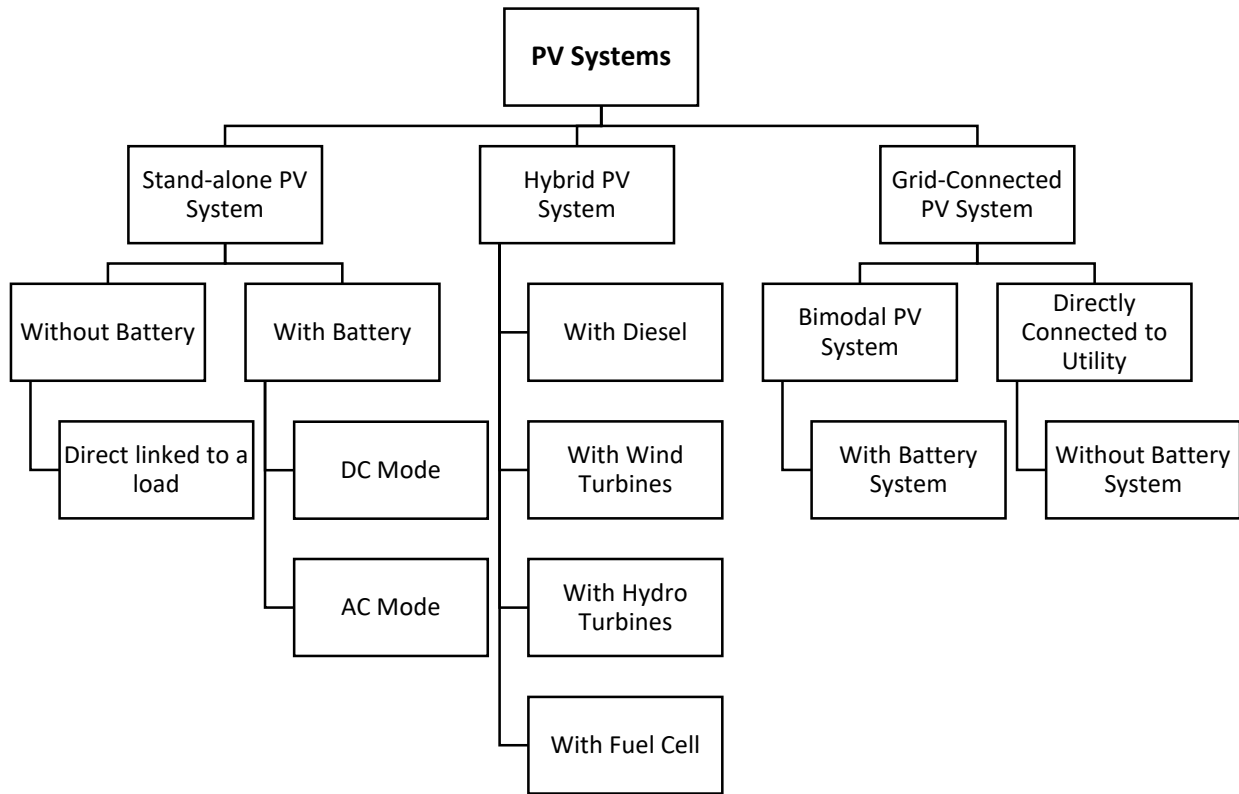 PV Systems
Stand-alone PV
System
Hybrid PV
System
Grid-Connected
PV System
Without Battery
With Battery
With Diesel
Bimodal PV
System
Directly
Connected to
Utility
Direct linked to a
load
DC Mode
With Wind
Turbines
With Battery
System
Without Battery
System
AC Mode
With Hydro
Turbines
With Fuel Cell